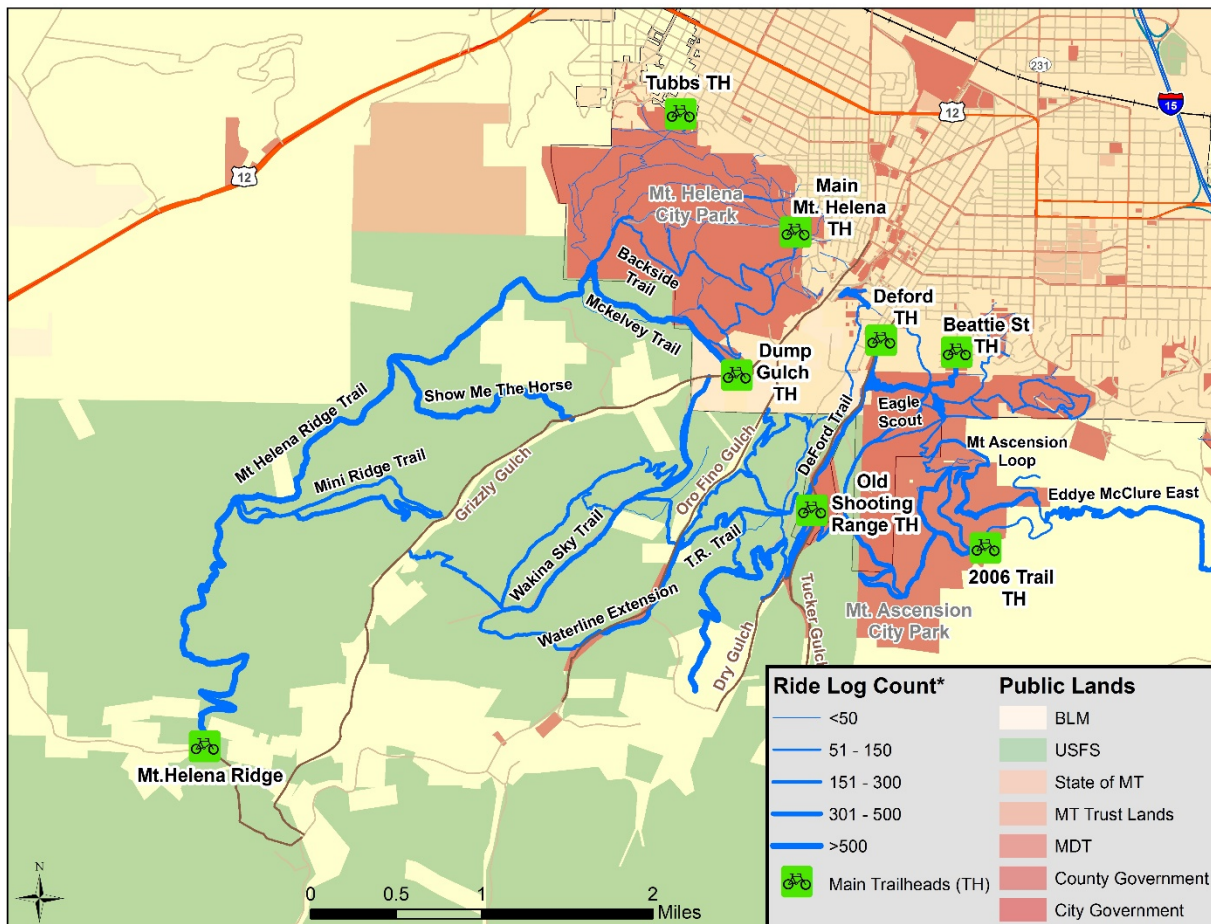 231
Tubbs TH
12
15
12
Main
Mt. Helena
TH
Mt. Helena
City Park
Backside
Trail
Mckelvey Trail
Deford
TH
Beattie St
TH
Dump
Gulch
TH
Show Me The Horse
Mt Helena Ridge Trail
Mini Ridge Trail
Grizzly Gulch
Oro Fino Gulch
DeFord Trail
Eagle
Scout
Mt Ascension
Loop
Old
Shooting
Range TH
Eddye McClure East
Wakina Sky Trail
T.R. Trail
2006 Trail
TH
Mt. Ascension
City Park
Waterline Extension
Dry Gulch
Tucker Gulch
Mt.Helena Ridge
Ride Log Count*
<50
51 - 150
151 - 300
301 - 500
>500
Main Trailheads (TH)
Public Lands
BLM
USFS
State of MT
MT Trust Lands
MDT
County Government
City Government
N
0 0.5 1 2
Miles